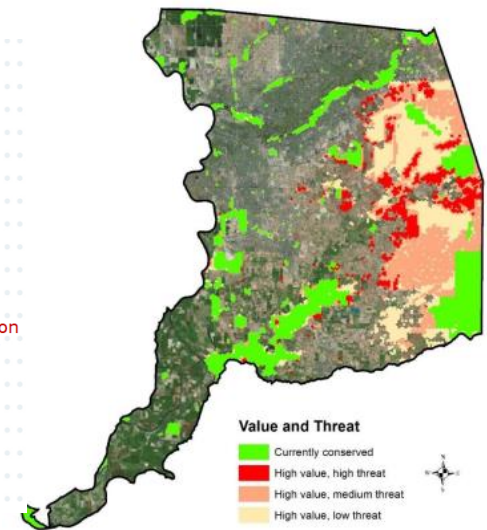 on
Value and Threat
Currently conserved
High value, high threat
High value, medium threat
High value, low threat